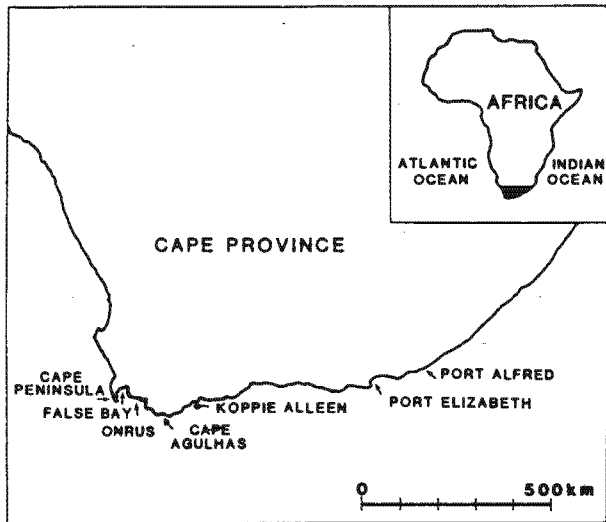 AFRICA
ATLANTIC
OCEAN
INDIAN
OCEAN
CAPE PROVINCE
CAPE
PENINSULA
FALSE BAY
ONRUS
CAPE
AGULHAS
KOPPIE ALLEEN
PORT ELIZABETH
PORT ALFRED
0 500km